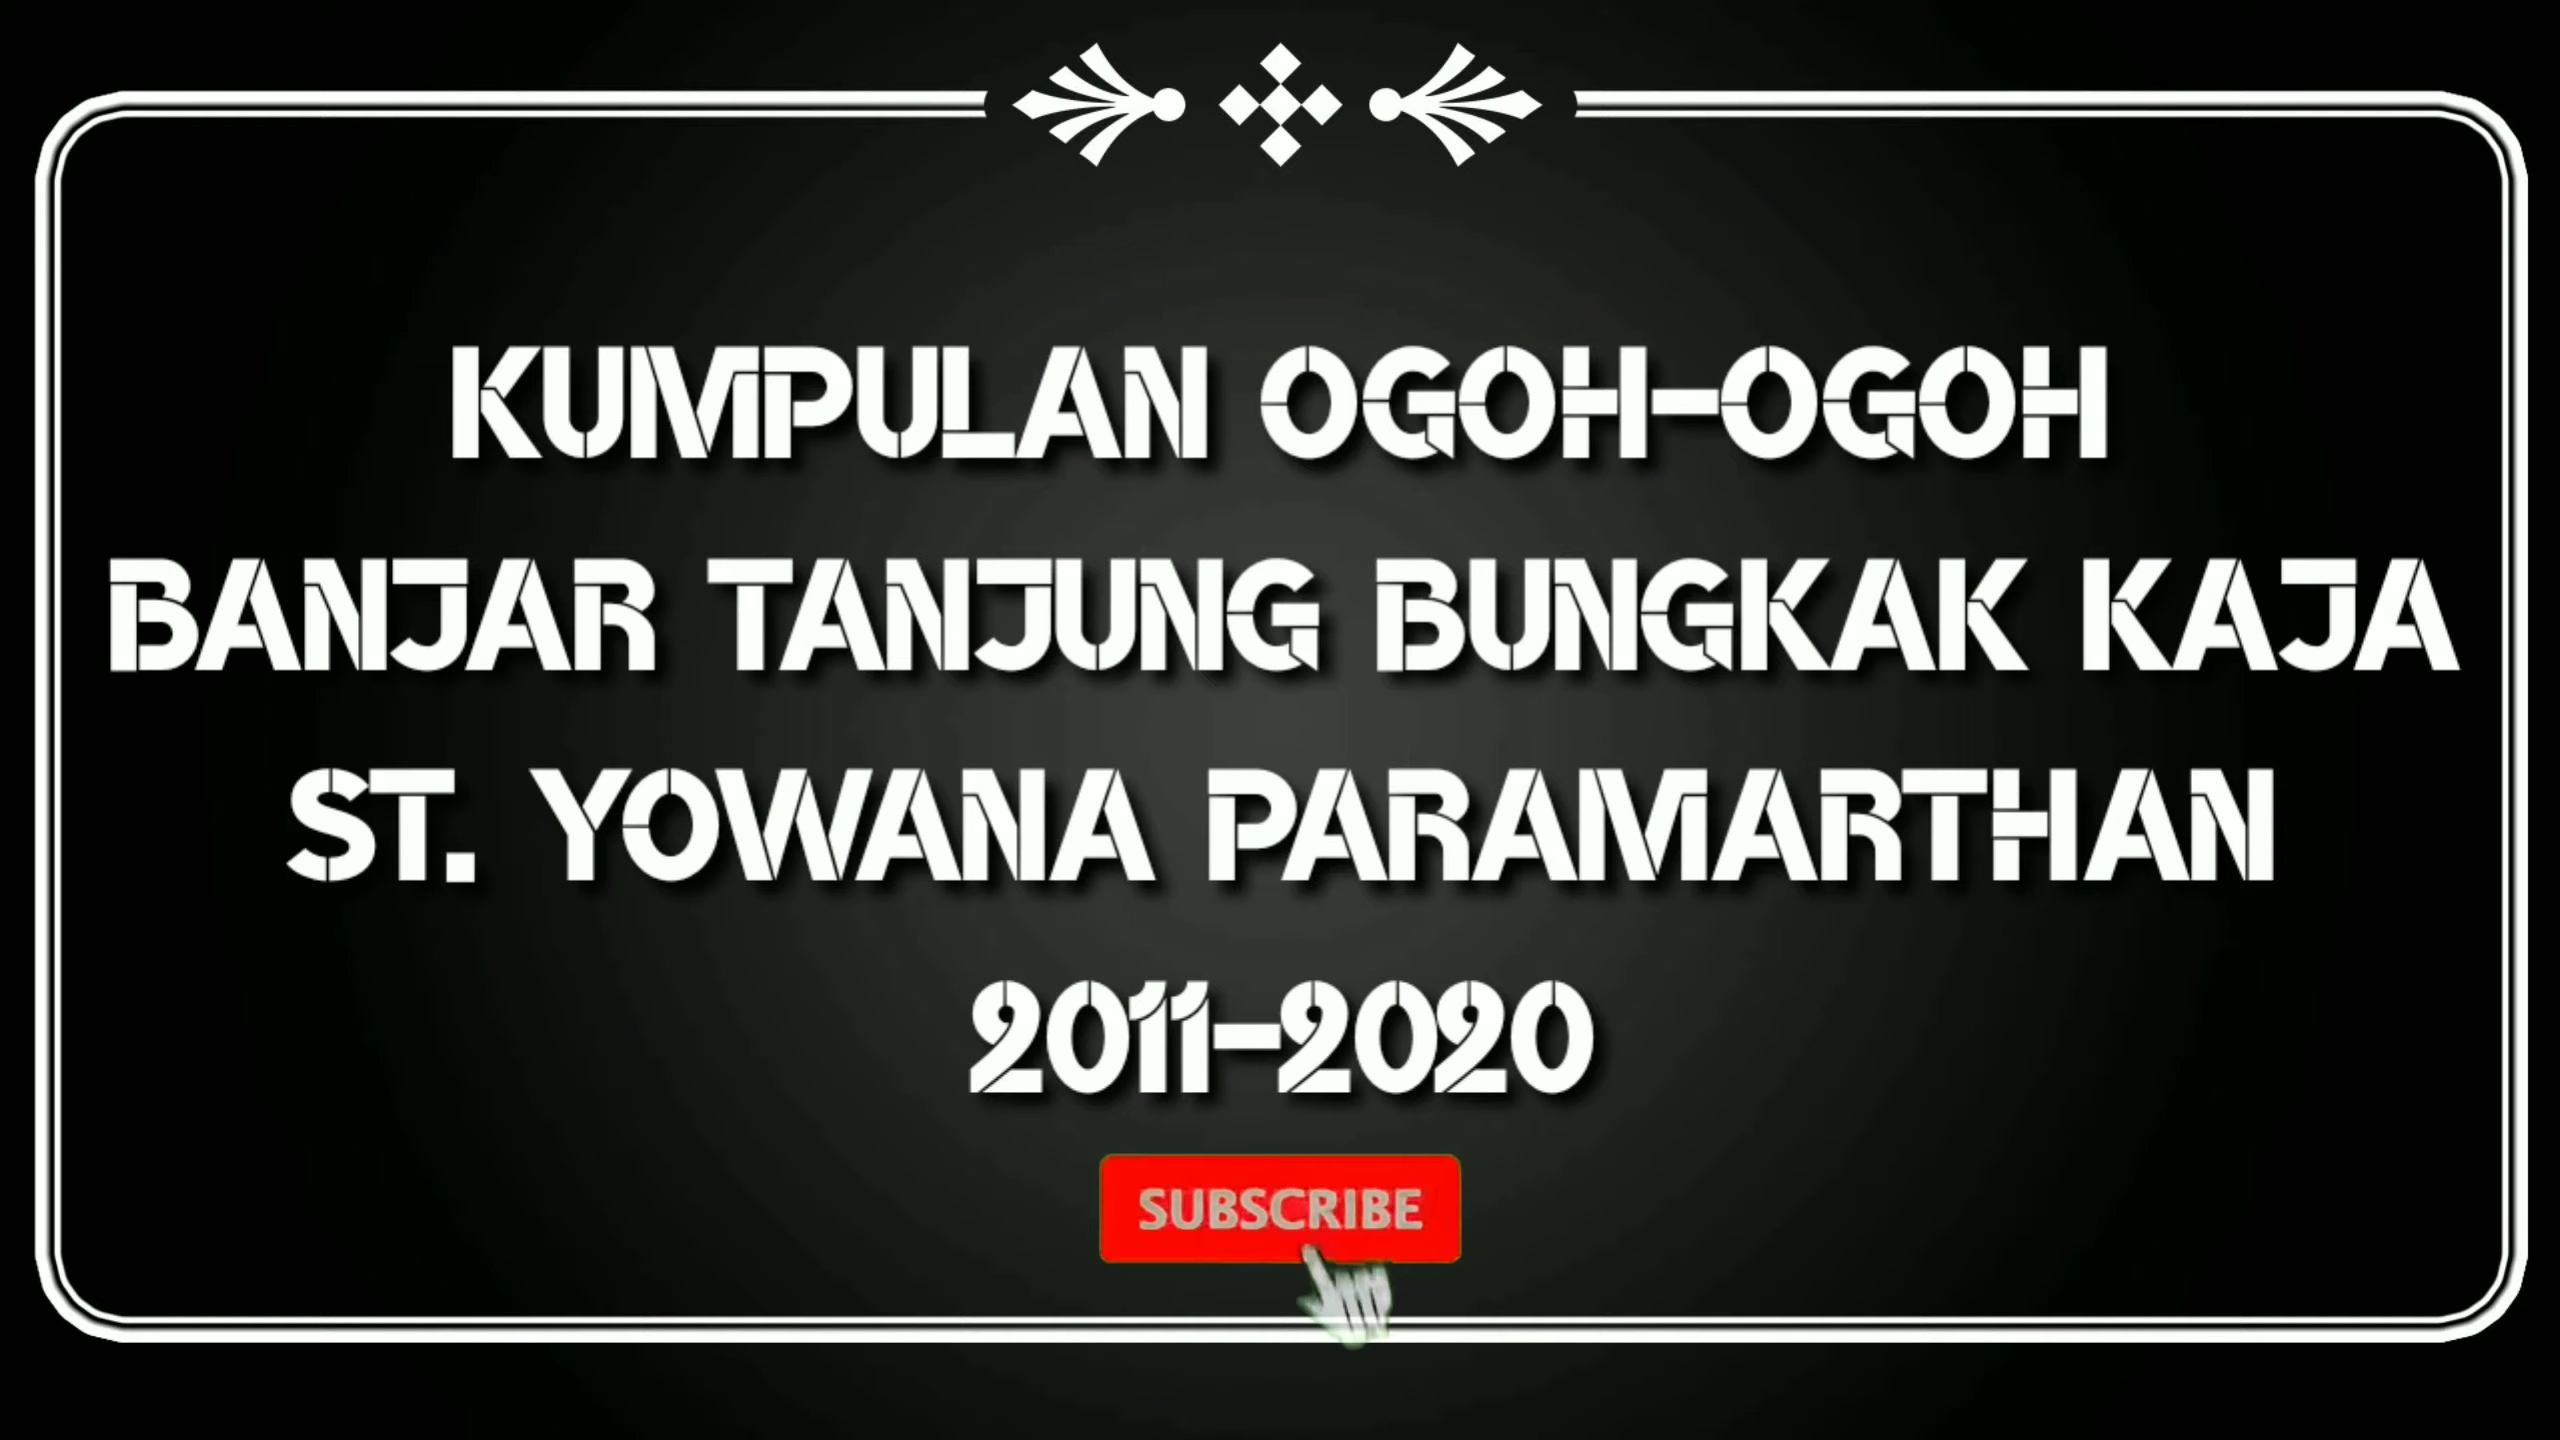 KUMPULAN OGOH-OGOH
BANJAR TANJUNG BUNGKAK KAJA
ST. YOWANA PARAMARTHAN
2011-2020
SUBSCRIBE